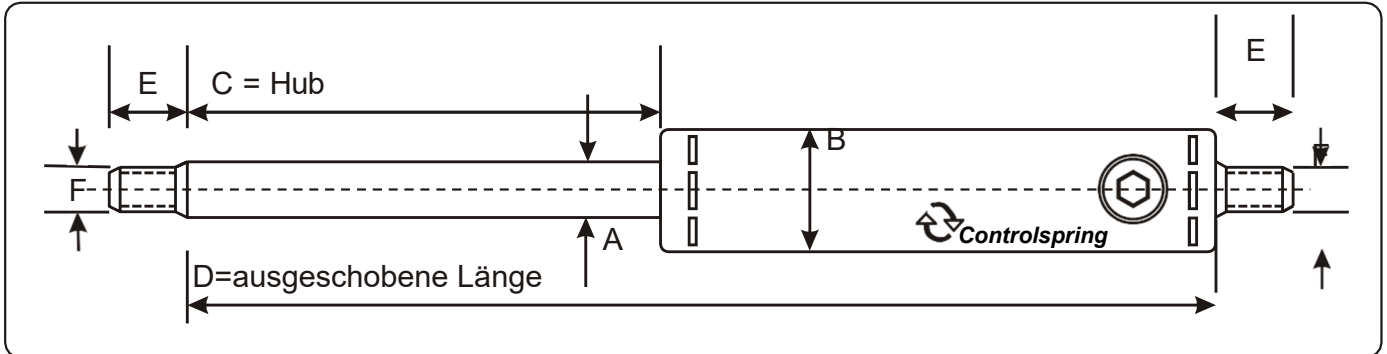 E
C = Hub
E
B
F
F
A
Controlspring
D=ausgeschobene Länge